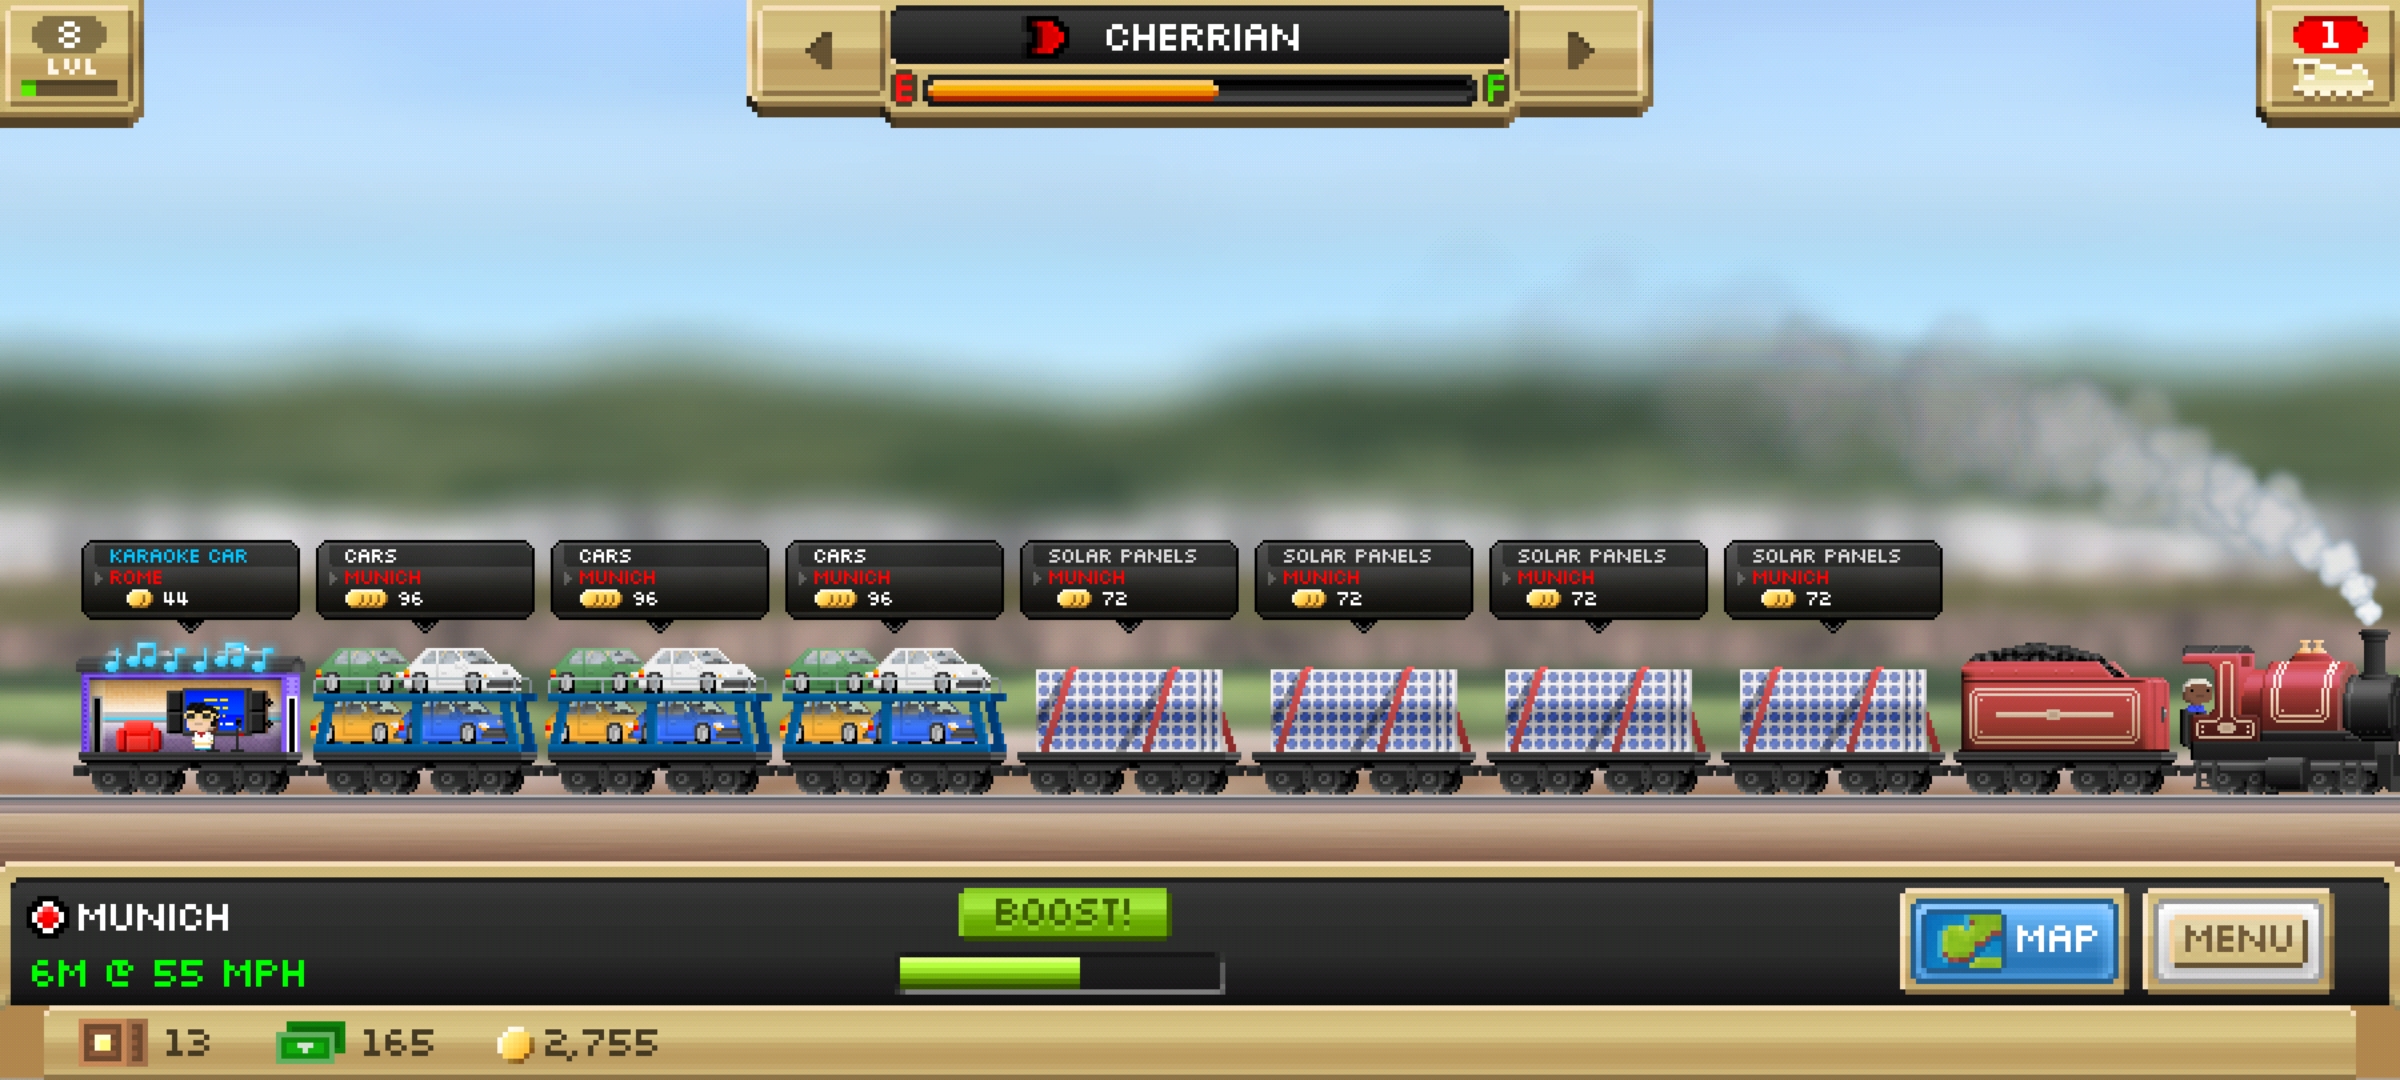 8
LVL
CHERRIAN
E F
1
KARAOKE CAR
ROME
44
CARS
MUNICH
96
CARS
MUNICH
96
CARS
MUNICH
96
SOLAR PANELS
MUNICH
72
SOLAR PANELS
MUNICH
72
SOLAR PANELS
MUNICH
72
SOLAR PANELS
MUNICH
72
MUNICH
6M @ 55 MPH
BOOST!
MAP
MENU
13 165 2,755